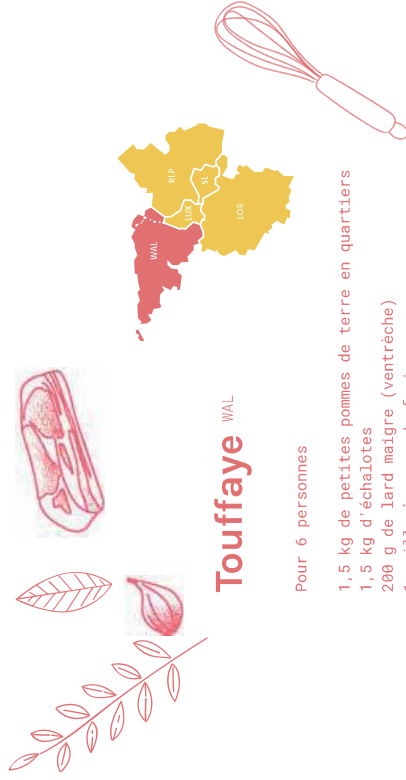 RLP
SL
LUX
WAL
LOR
Touffaye WAL
Pour 6 personnes
1,5 kg de petites pommes de terre en quartiers
1,5 kg d'échalotes
200 g de lard maigre (ventrèche)